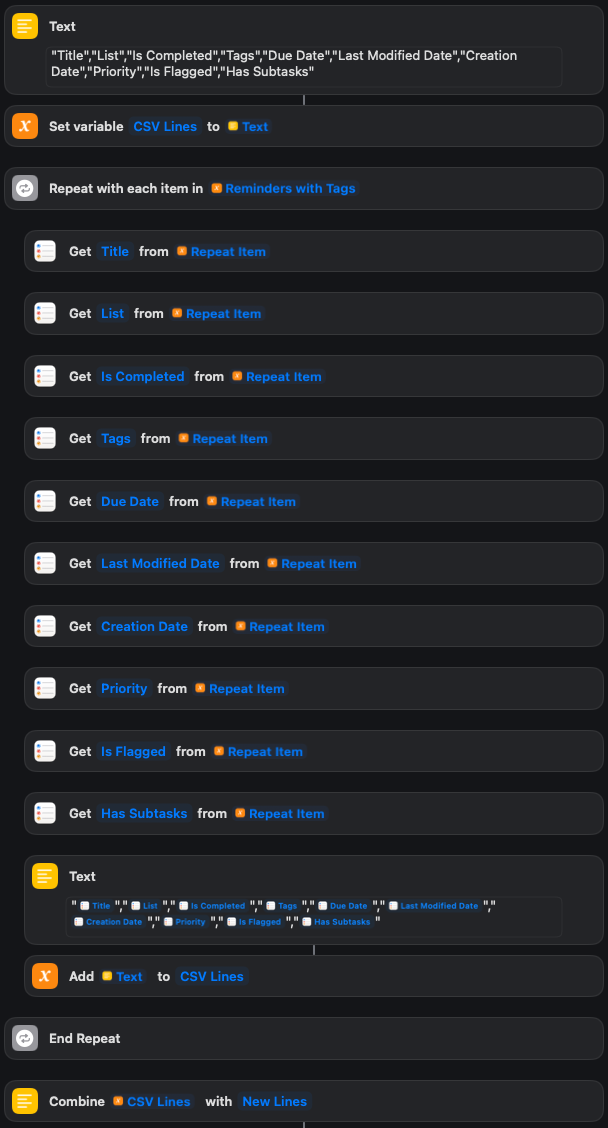 Text
"Title","List","Is Completed","Tags","Due Date","Last Modified Date","Creation
Date","Priority","Is Flagged","Has Subtasks"
Set variable CSV Lines to Text
Repeat with each item in Reminders with Tags
Get Title from Repeat Item
Get List from Repeat Item
Get Is Completed from Repeat Item
Get Tags from Repeat Item
Get Due Date from Repeat Item
Get Last Modified Date from Repeat Item
Get Creation Date from Repeat Item
Get Priority from Repeat Item
Get Is Flagged from Repeat Item
Get Has Subtasks from Repeat Item
Text
" Title "," List "," Is Completed "," Tags "," Due Date "," Last Modified Date ","
Creation Date "," Priority "," Is Flagged "," Has Subtasks "
Add Text to CSV Lines
End Repeat
Combine CSV Lines with New Lines